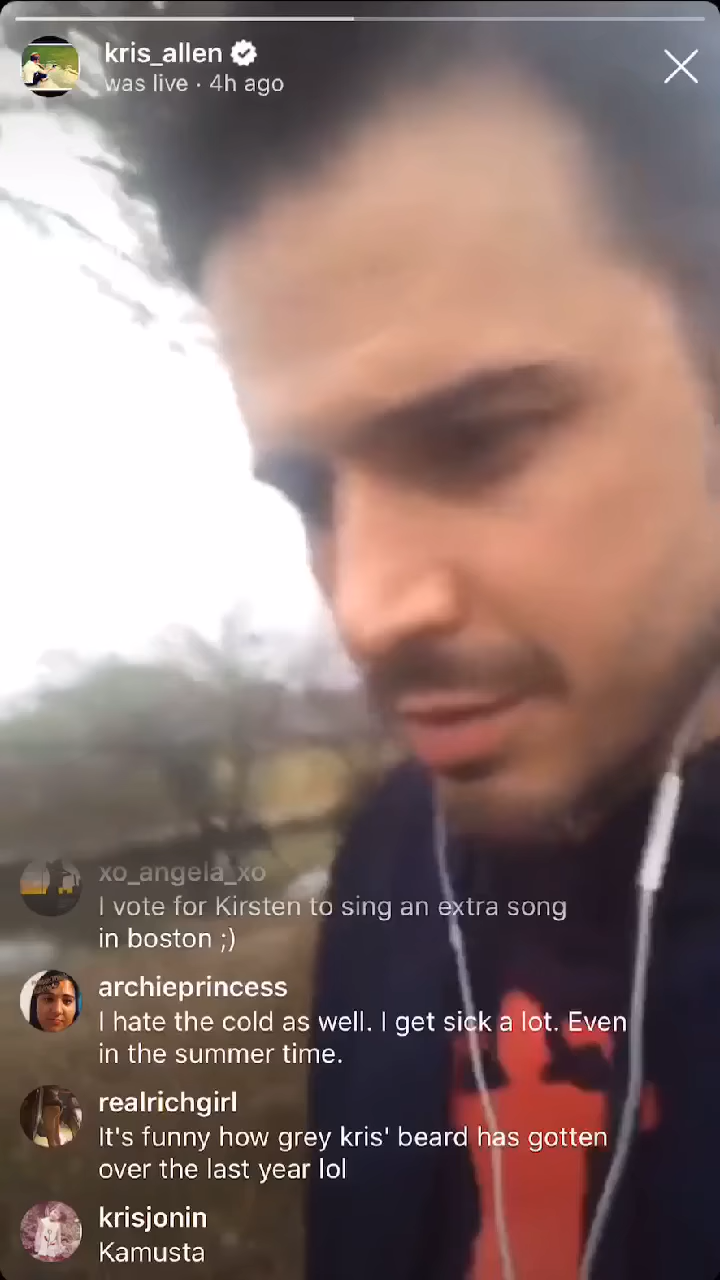 kris_allen
was live · 4h ago
xo_angela_xo
I vote for Kirsten to sing an extra song
in boston ;)
archieprincess
I hate the cold as well. I get sick a lot. Even
in the summer time.
realrichgirl
It's funny how grey kris' beard has gotten
over the last year lol
krisjonin
Kamusta